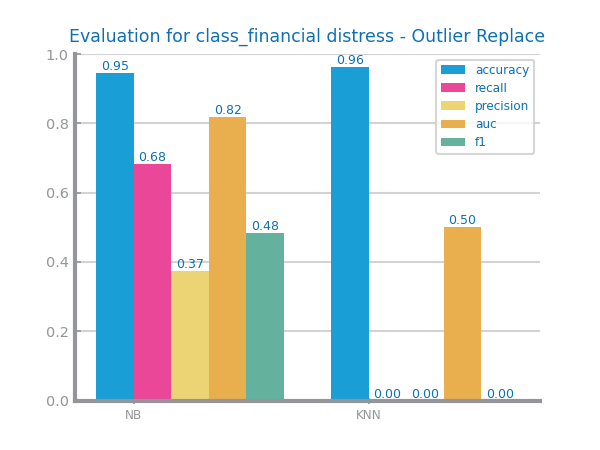 Evaluation for class_financial distress - Outlier Replace
1.0
0.8
0.6
0.4
0.2
0.0
0.95
0.68
0.37
0.82
0.48
0.96
0.00
0.00
0.50
0.00
accuracy
recall
precision
auc
f1
NB
KNN